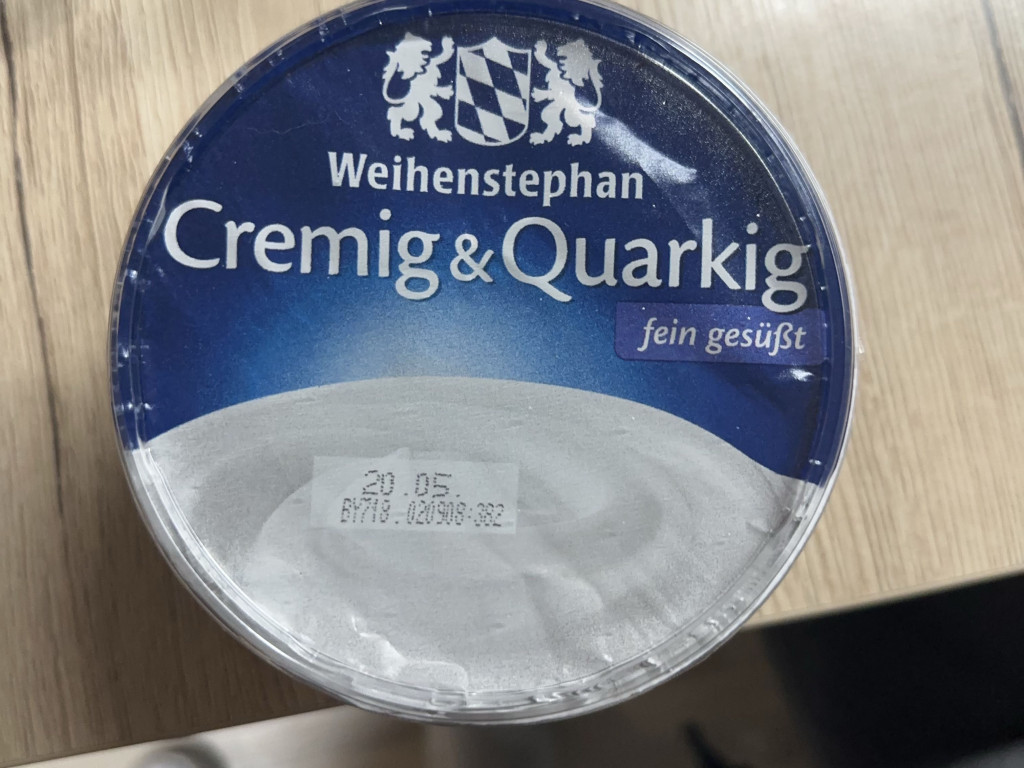 Weihenstephan
Cremig & Quarkig
fein gesüßt
20.05.
BY718.020908:382